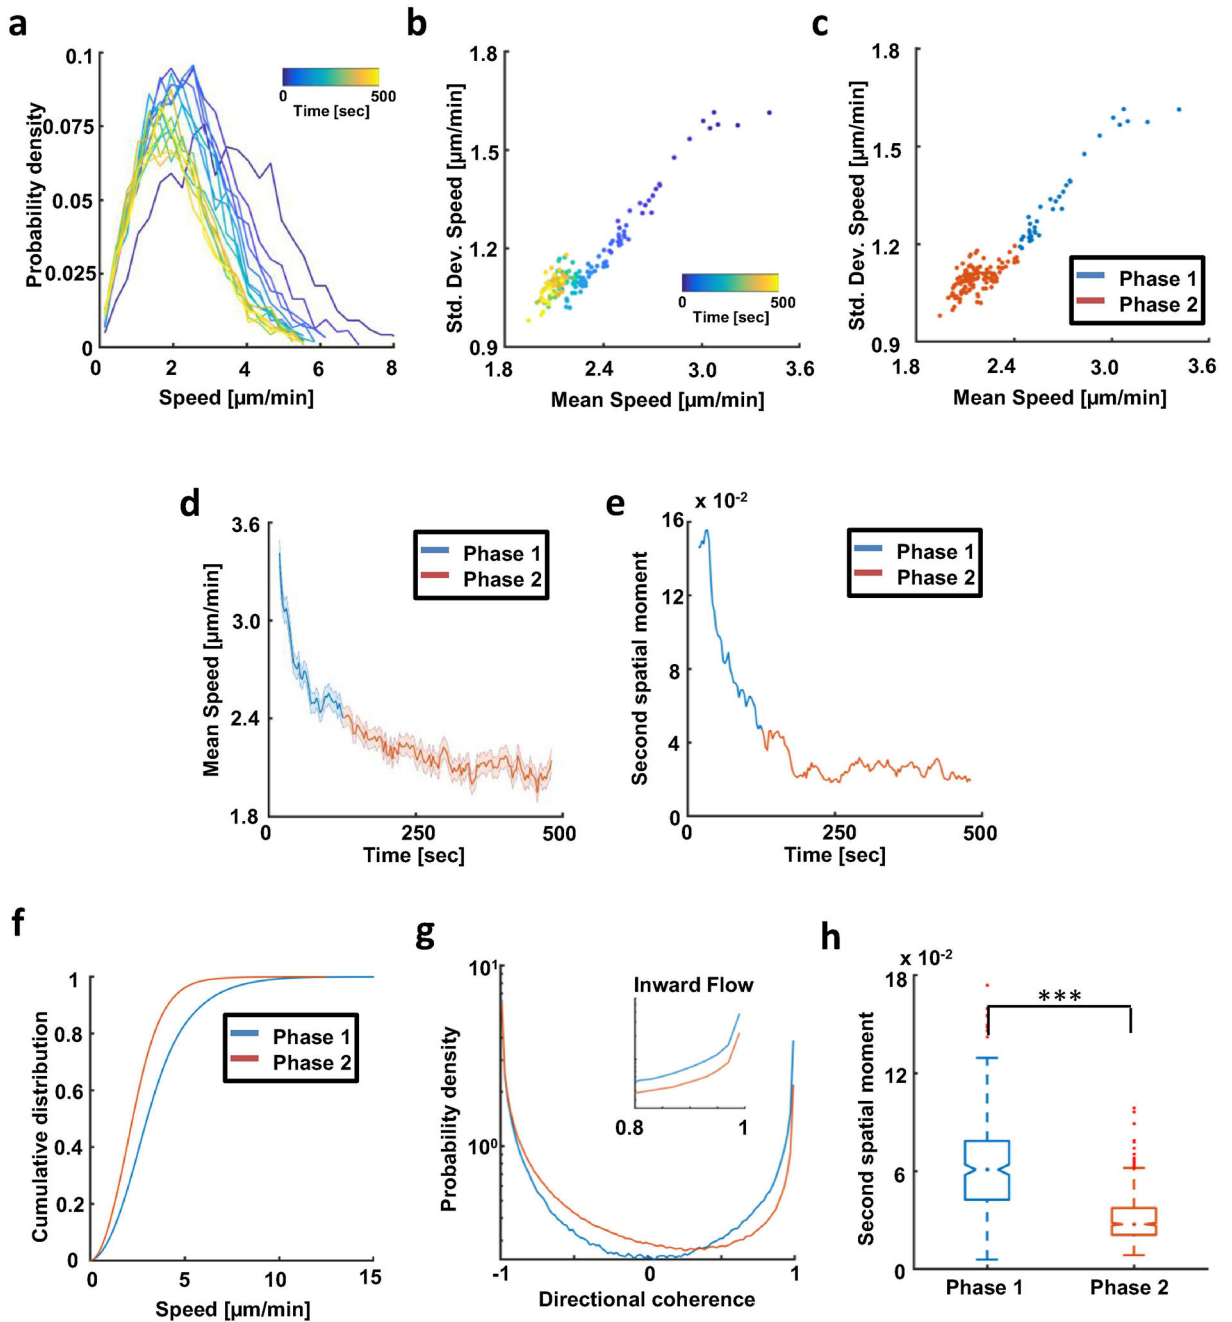 a
0.1
0.075
0.05
0.025
0
0
2
4
6
8
Probability density
Speed [µm/min]
0
500
Time [sec]
b
1.8
1.5
1.2
0.9
1.8
2.4
3.0
3.6
Std. Dev. Speed [µm/min]
Mean Speed [µm/min]
0
500
Time [sec]
c
1.8
1.5
1.2
0.9
1.8
2.4
3.0
3.6
Std. Dev. Speed [µm/min]
Mean Speed [µm/min]
Phase 1
Phase 2
d
3.6
3.0
2.4
1.8
0
250
500
Mean Speed [µm/min]
Time [sec]
Phase 1
Phase 2
e
x 10-2
16
12
8
4
0
0
250
500
Second spatial moment
Time [sec]
Phase 1
Phase 2
f
1
0.8
0.6
0.4
0.2
0
0
5
10
15
Cumulative distribution
Speed [µm/min]
Phase 1
Phase 2
g
10¹
10⁰
-1
0
1
Probability density
Directional coherence
Inward Flow
0.8
1
h
x 10-2
18
12
6
0
Second spatial moment
***
Phase 1
Phase 2